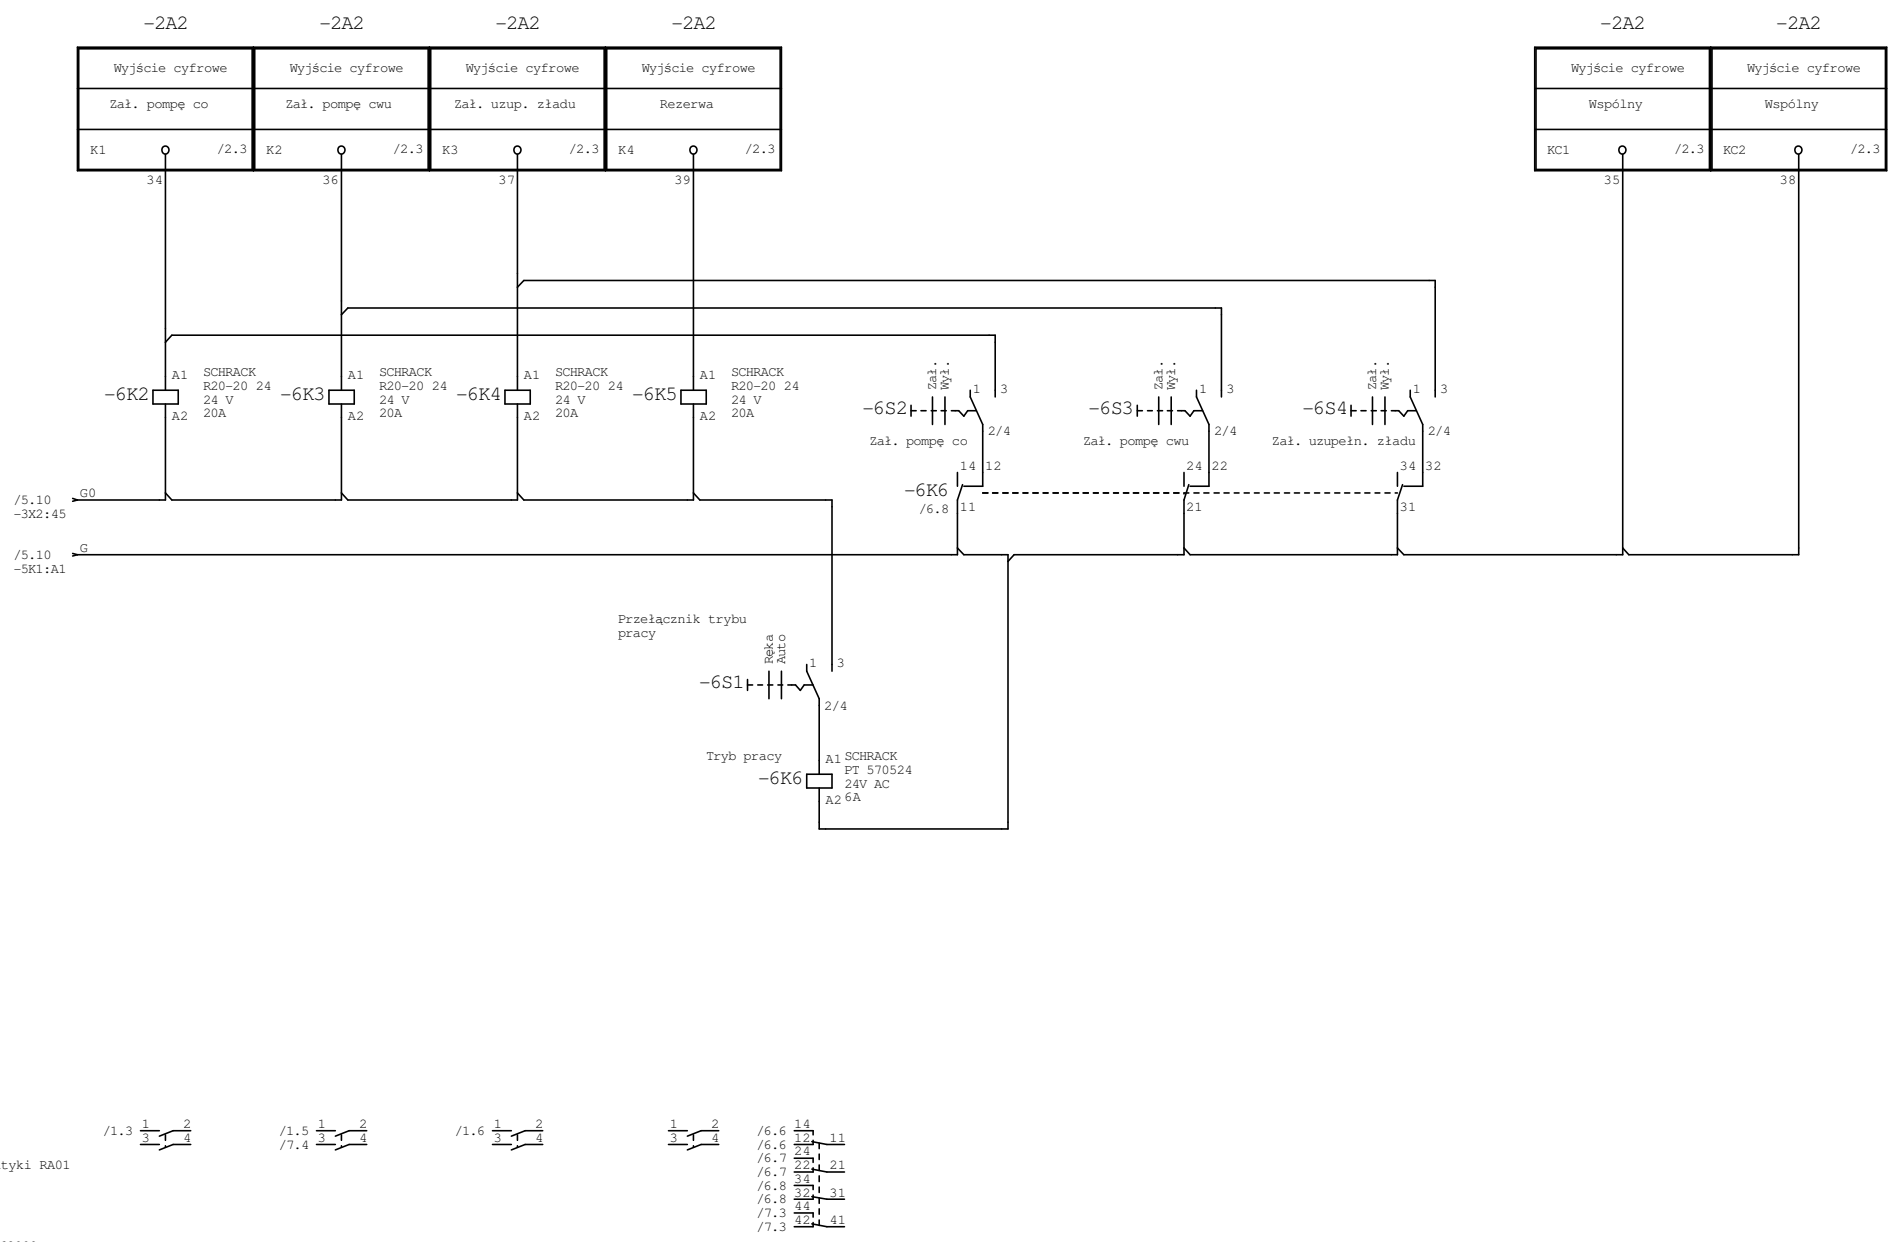 -2A2 -2A2 -2A2 -2A2 -2A2 -2A2
Wyjście cyfrowe Wyjście cyfrowe Wyjście cyfrowe Wyjście cyfrowe Wyjście cyfrowe Wyjście cyfrowe
Zał. pompę co Zał. pompę cwu Zał. uzup. zładu Rezerwa Wspólny Wspólny
K1 /2.3 K2 /2.3 K3 /2.3 K4 /2.3 KC1 /2.3 KC2 /2.3
34 36 37 39 35 38
Zał. Wył. Zał. Wył. Zał. Wył.
A1 SCHRACK A1 SCHRACK A1 SCHRACK A1 SCHRACK
R20-20 24 R20-20 24 R20-20 24 R20-20 24 1 3 1 3 1 3
-6K2 24 V -6K3 24 V -6K4 24 V -6K5 24 V
A2 20A A2 20A A2 20A A2 20A -6S2 -6S3 -6S4
2/4 2/4 2/4
Zał. pompę co Zał. pompę cwu Zał. uzupełn. zładu
14 12 24 22 34 32
/5.10 G0 -6K6
-3X2:45 /6.8 11 21 31
/5.10 G
-5K1:A1
Przełącznik trybu
pracy
Ręka Auto
1 3
-6S1
2/4
Tryb pracy A1 SCHRACK
PT 570524
-6K6 24V AC
A2 6A
/1.3 1 2 /1.5 1 2 /1.6 1 2 1 2 /6.6 14
3 4 /7.4 3 4 3 4 3 4 /6.6 12 11
/6.7 24
tyki RA01 /6.7 22 21
/6.8 34
/6.8 32 31
/7.3 44
/7.3 42 41